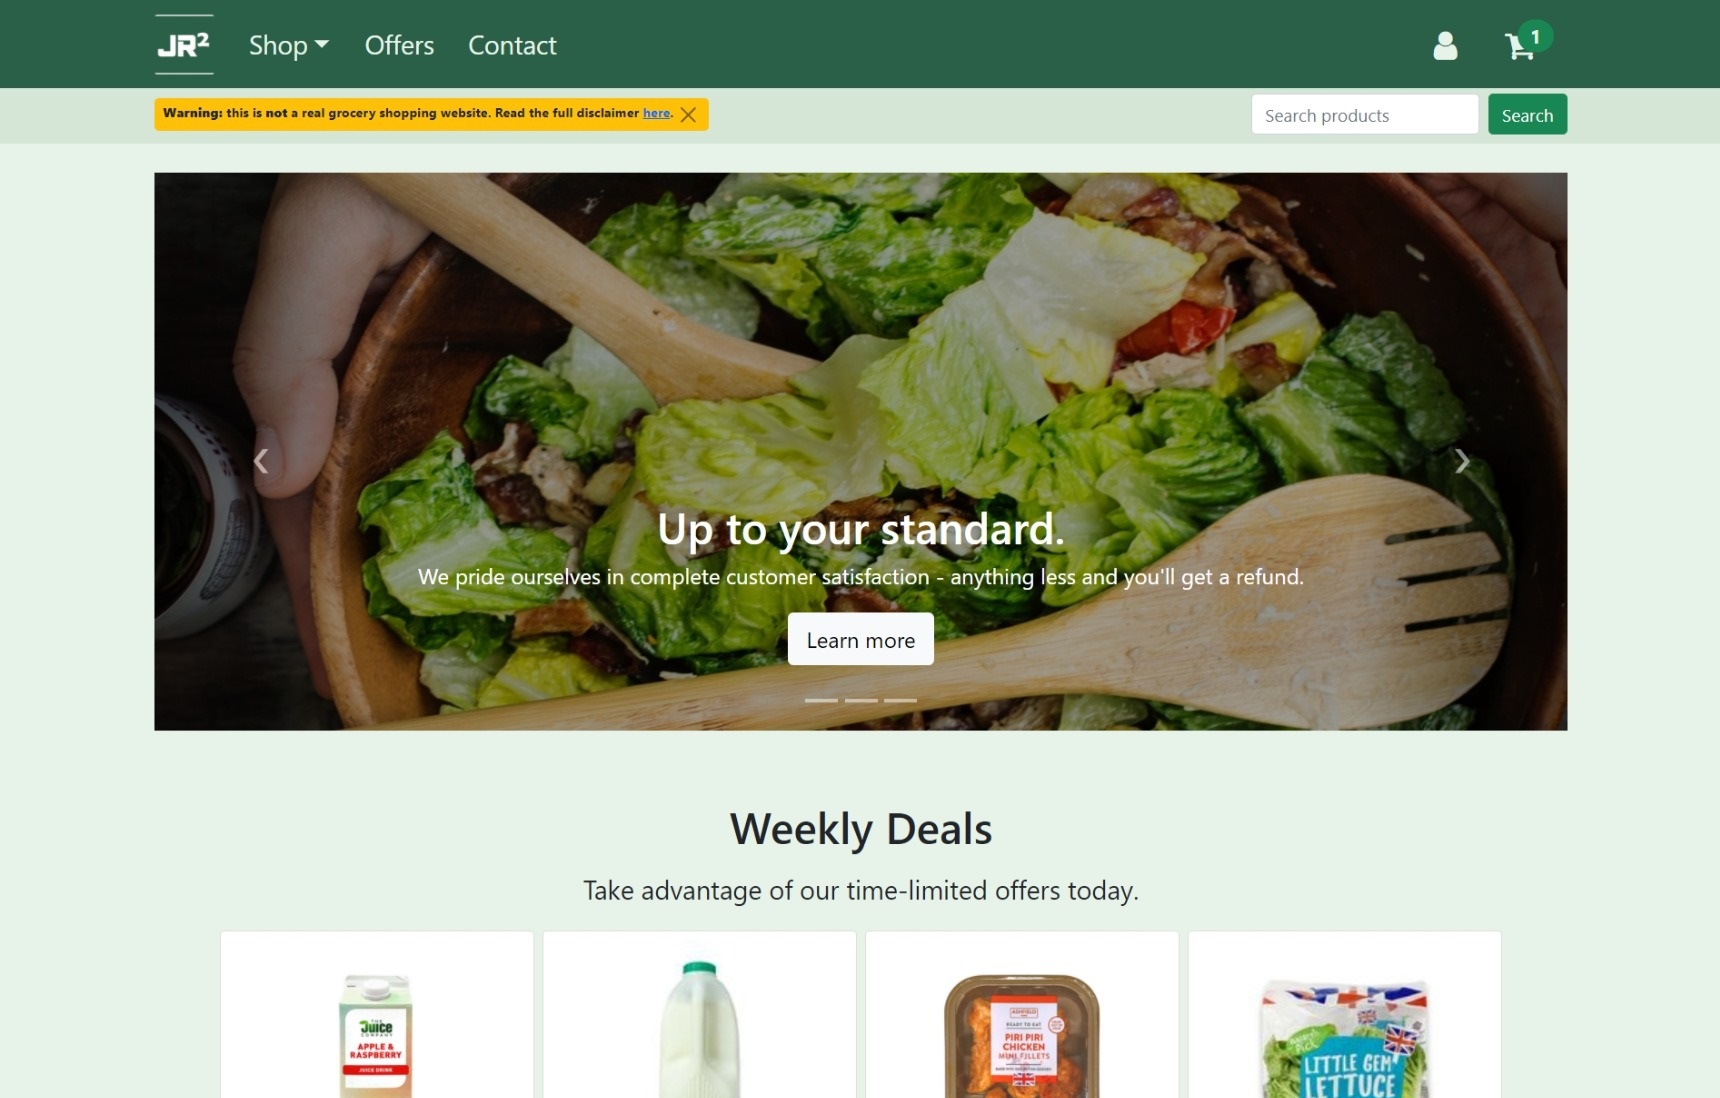 JR²
Shop
Offers
Contact
1
Warning: this is not a real grocery shopping website. Read the full disclaimer here.
Search products
Search
Up to your standard.
We pride ourselves in complete customer satisfaction - anything less and you'll get a refund.
Learn more
Weekly Deals
Take advantage of our time-limited offers today.
THE
Juice
COMPANY
APPLE &
RASPBERRY
JUICE DRINK
ASHFIELD
READY TO EAT
PIRI PIRI
CHICKEN
MINI FILLETS
LITTLE GEM
LETTUCE